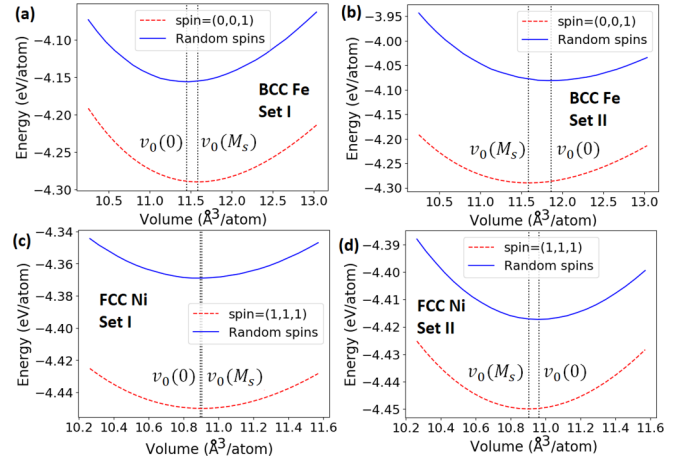 (a)
spin=(0,0,1)
Random spins
BCC Fe
Set I
v₀(0)
v₀(Mₛ)
Energy (eV/atom)
−4.10
−4.15
−4.20
−4.25
−4.30
10.5 11.0 11.5 12.0 12.5 13.0
Volume (Å³/atom)
(b)
spin=(0,0,1)
Random spins
BCC Fe
Set II
v₀(Mₛ)
v₀(0)
Energy (eV/atom)
−3.95
−4.00
−4.05
−4.10
−4.15
−4.20
−4.25
−4.30
10.5 11.0 11.5 12.0 12.5 13.0
Volume (Å³/atom)
(c)
FCC Ni
Set I
spin=(1,1,1)
Random spins
v₀(0)
v₀(Mₛ)
Energy (eV/atom)
−4.34
−4.36
−4.38
−4.40
−4.42
−4.44
10.2 10.4 10.6 10.8 11.0 11.2 11.4 11.6
Volume (Å³/atom)
(d)
spin=(1,1,1)
Random spins
FCC Ni
Set II
v₀(Mₛ)
v₀(0)
Energy (eV/atom)
−4.39
−4.40
−4.41
−4.42
−4.43
−4.44
−4.45
10.2 10.4 10.6 10.8 11.0 11.2 11.4 11.6
Volume (Å³/atom)